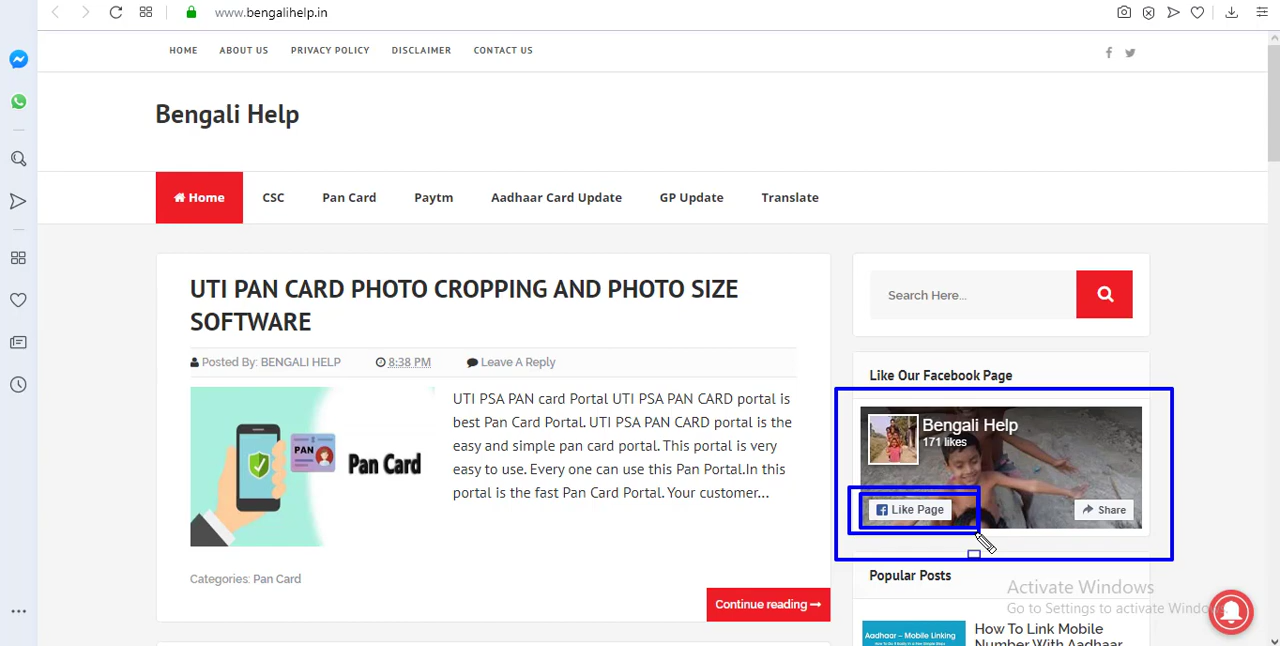 www.bengalihelp.in
HOME ABOUT US PRIVACY POLICY DISCLAIMER CONTACT US
Bengali Help
Home CSC Pan Card Paytm Aadhaar Card Update GP Update Translate
UTI PAN CARD PHOTO CROPPING AND PHOTO SIZE
SOFTWARE
Posted By: BENGALI HELP 8:38 PM Leave A Reply
PAN
Pan Card
UTI PSA PAN card Portal UTI PSA PAN CARD portal is
best Pan Card Portal. UTI PSA PAN CARD portal is the
easy and simple pan card portal. This portal is very
easy to use. Every one can use this Pan Portal.In this
portal is the fast Pan Card Portal. Your customer...
Categories: Pan Card
Continue reading
Search Here...
Like Our Facebook Page
Bengali Help
171 likes
Like Page
Share
Popular Posts
Aadhaar – Mobile Linking
How To Link Mobile
Number With Aadhaar
Activate Windows
Go to Settings to activate Windows.